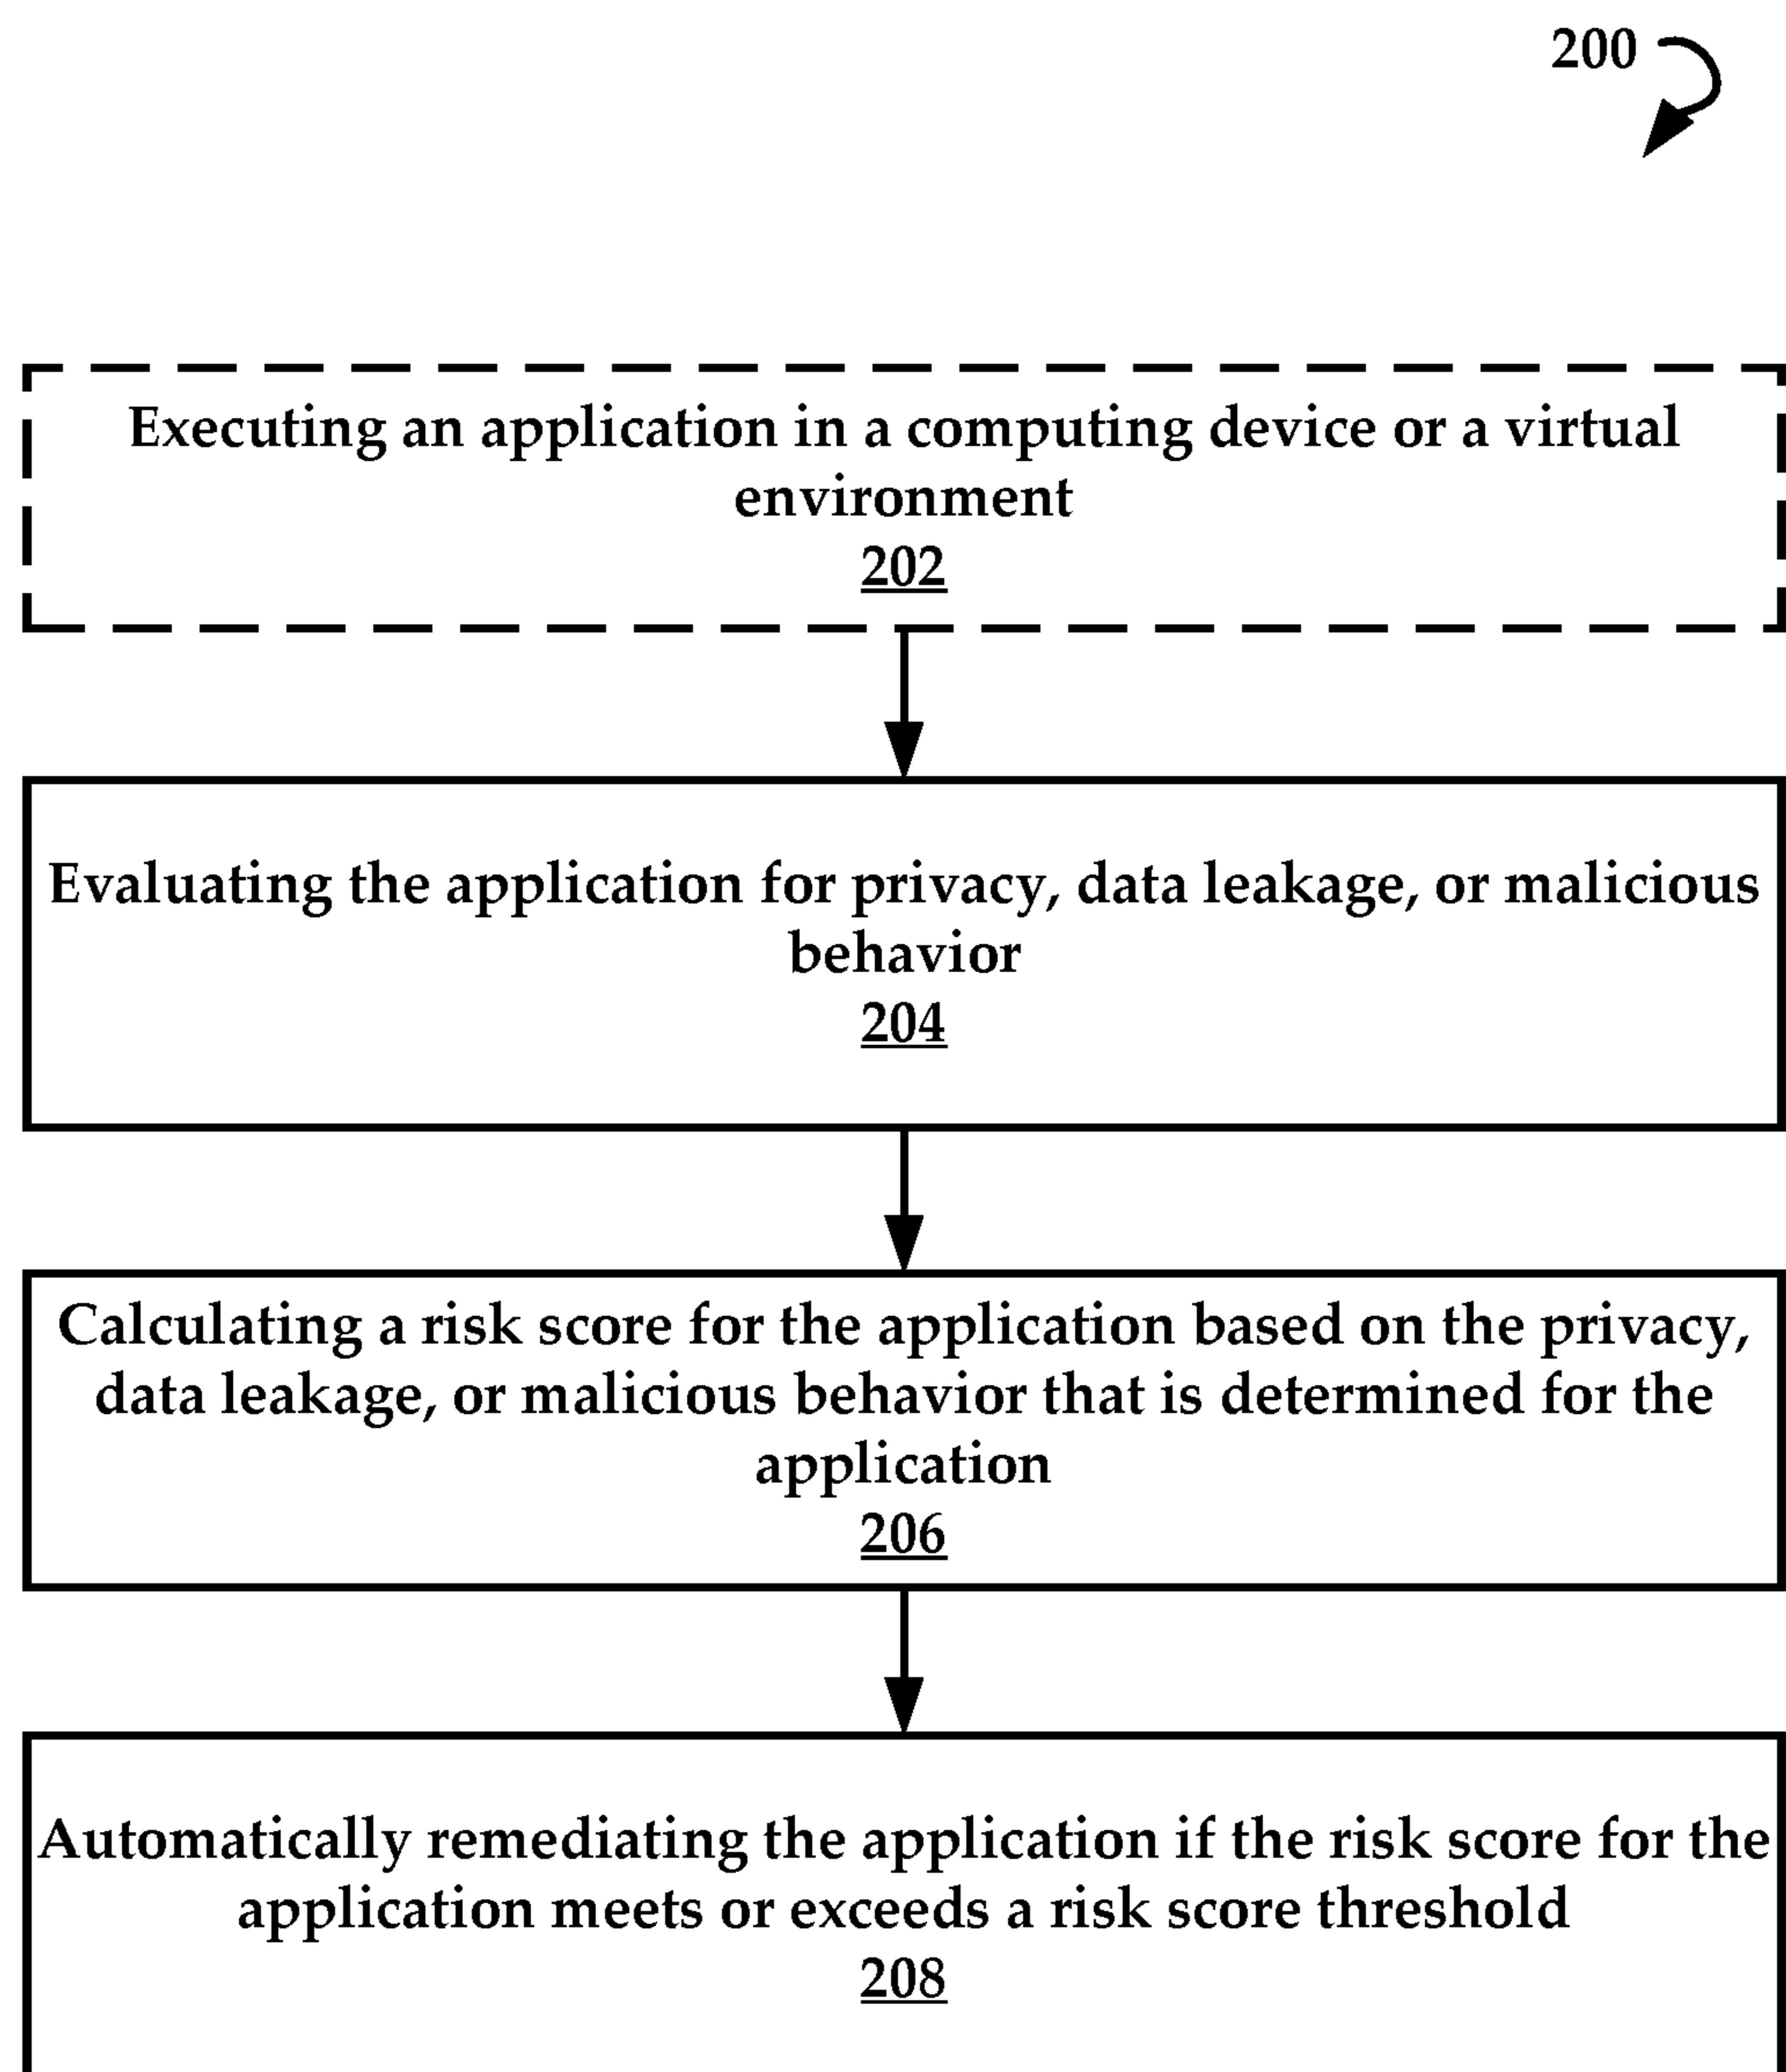 200
Executing an application in a computing device or a virtual
environment
202
Evaluating the application for privacy, data leakage, or malicious
behavior
204
Calculating a risk score for the application based on the privacy,
data leakage, or malicious behavior that is determined for the
application
206
Automatically remediating the application if the risk score for the
application meets or exceeds a risk score threshold
208